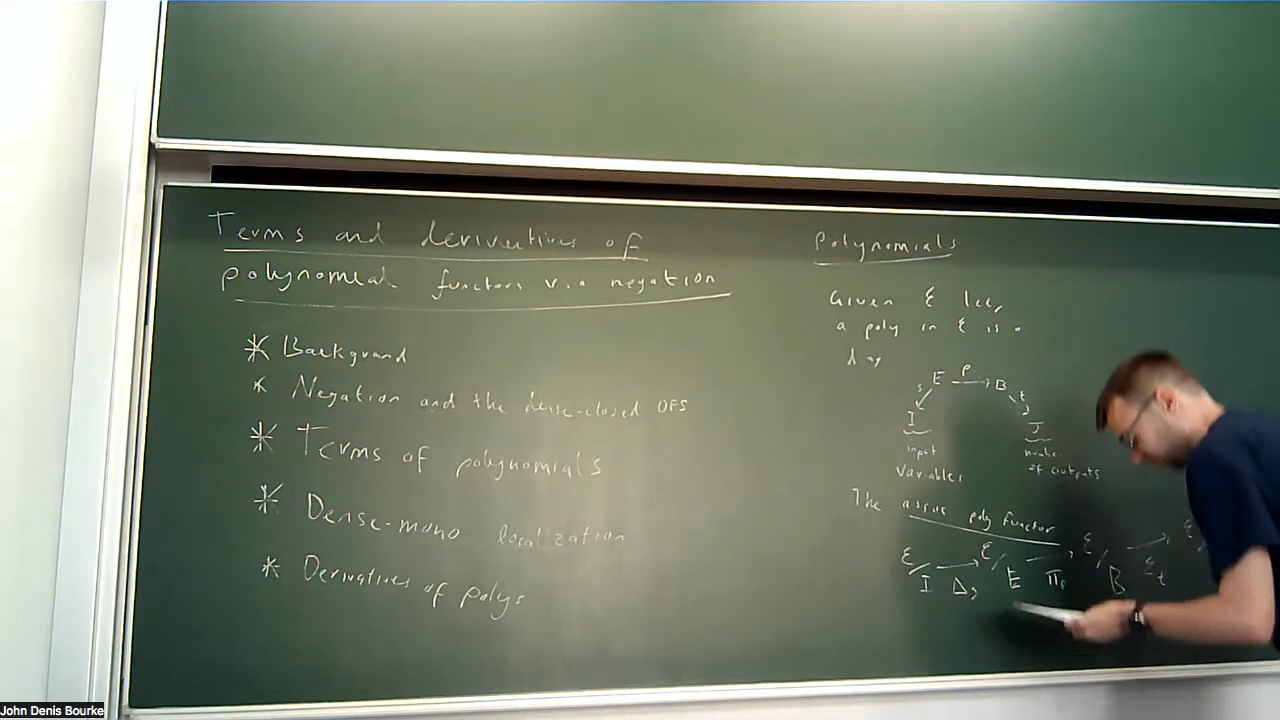 Terms and derivatives of
polynomial functors via negation
* Background
* Negation and the dense-closed OFS
* Terms of polynomials
* Dense-mono localization
* Derivatives of polys
Polynomials
Given ℰ lcc,
a poly in ℰ is a
diag
E p→ B
s t
I J
input number
variables of outputs
The assoc poly functor
ℰ/I → ℰ/E → ℰ/B → ℰ/
Δs Πp Σt
John Denis Bourke